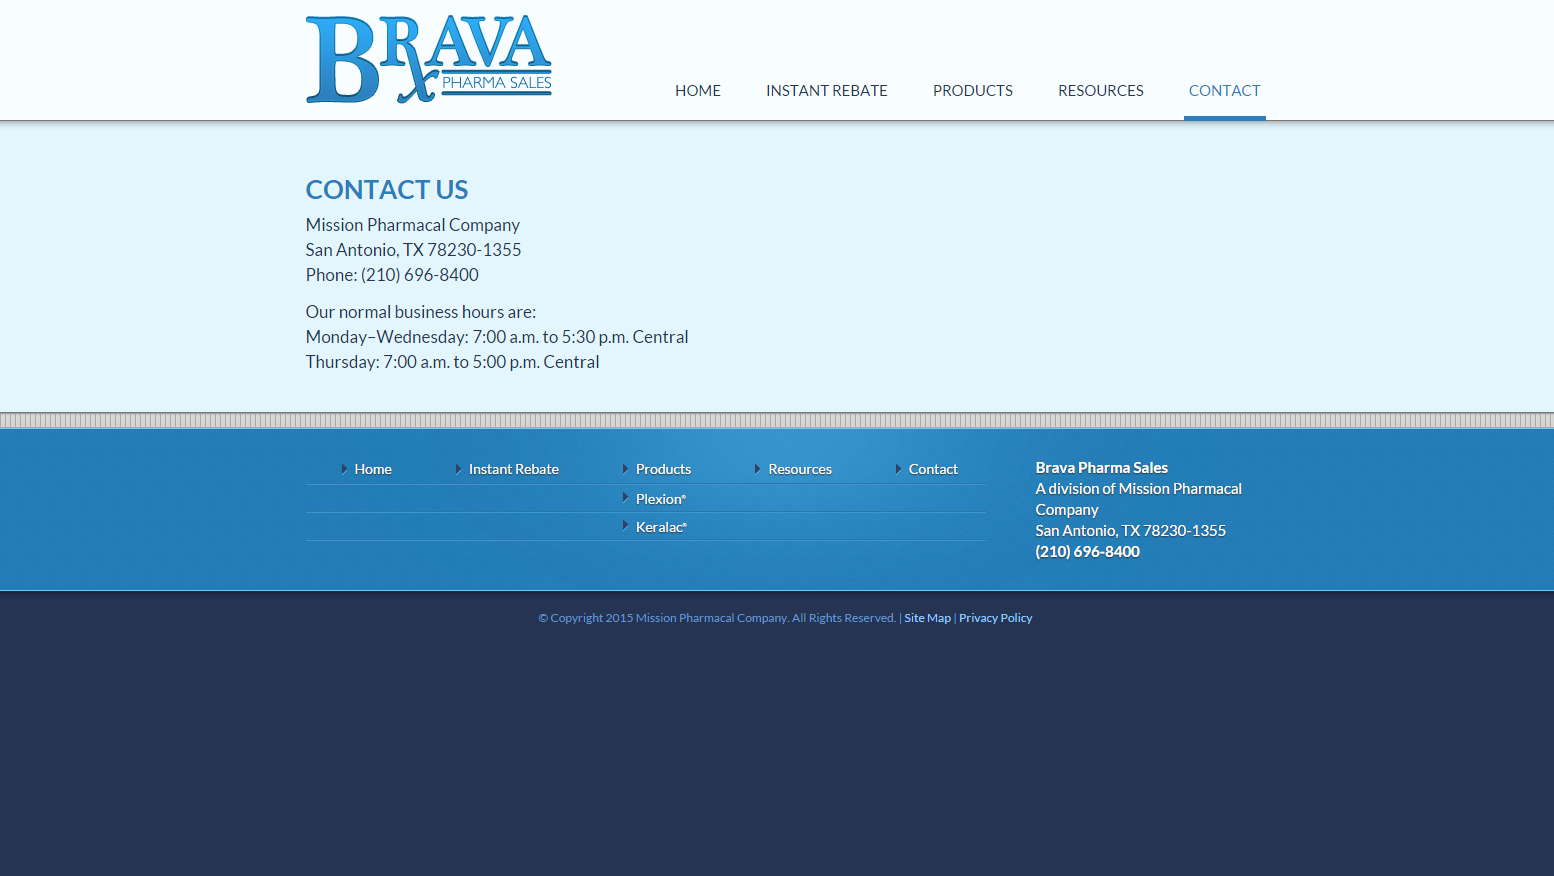 BRAVA
PHARMA SALES
HOME INSTANT REBATE PRODUCTS RESOURCES CONTACT
CONTACT US
Mission Pharmacal Company
San Antonio, TX 78230-1355
Phone: (210) 696-8400
Our normal business hours are:
Monday–Wednesday: 7:00 a.m. to 5:30 p.m. Central
Thursday: 7:00 a.m. to 5:00 p.m. Central
Home Instant Rebate Products Resources Contact
Plexion®
Keralac®
Brava Pharma Sales
A division of Mission Pharmacal
Company
San Antonio, TX 78230-1355
(210) 696-8400
© Copyright 2015 Mission Pharmacal Company. All Rights Reserved. | Site Map | Privacy Policy